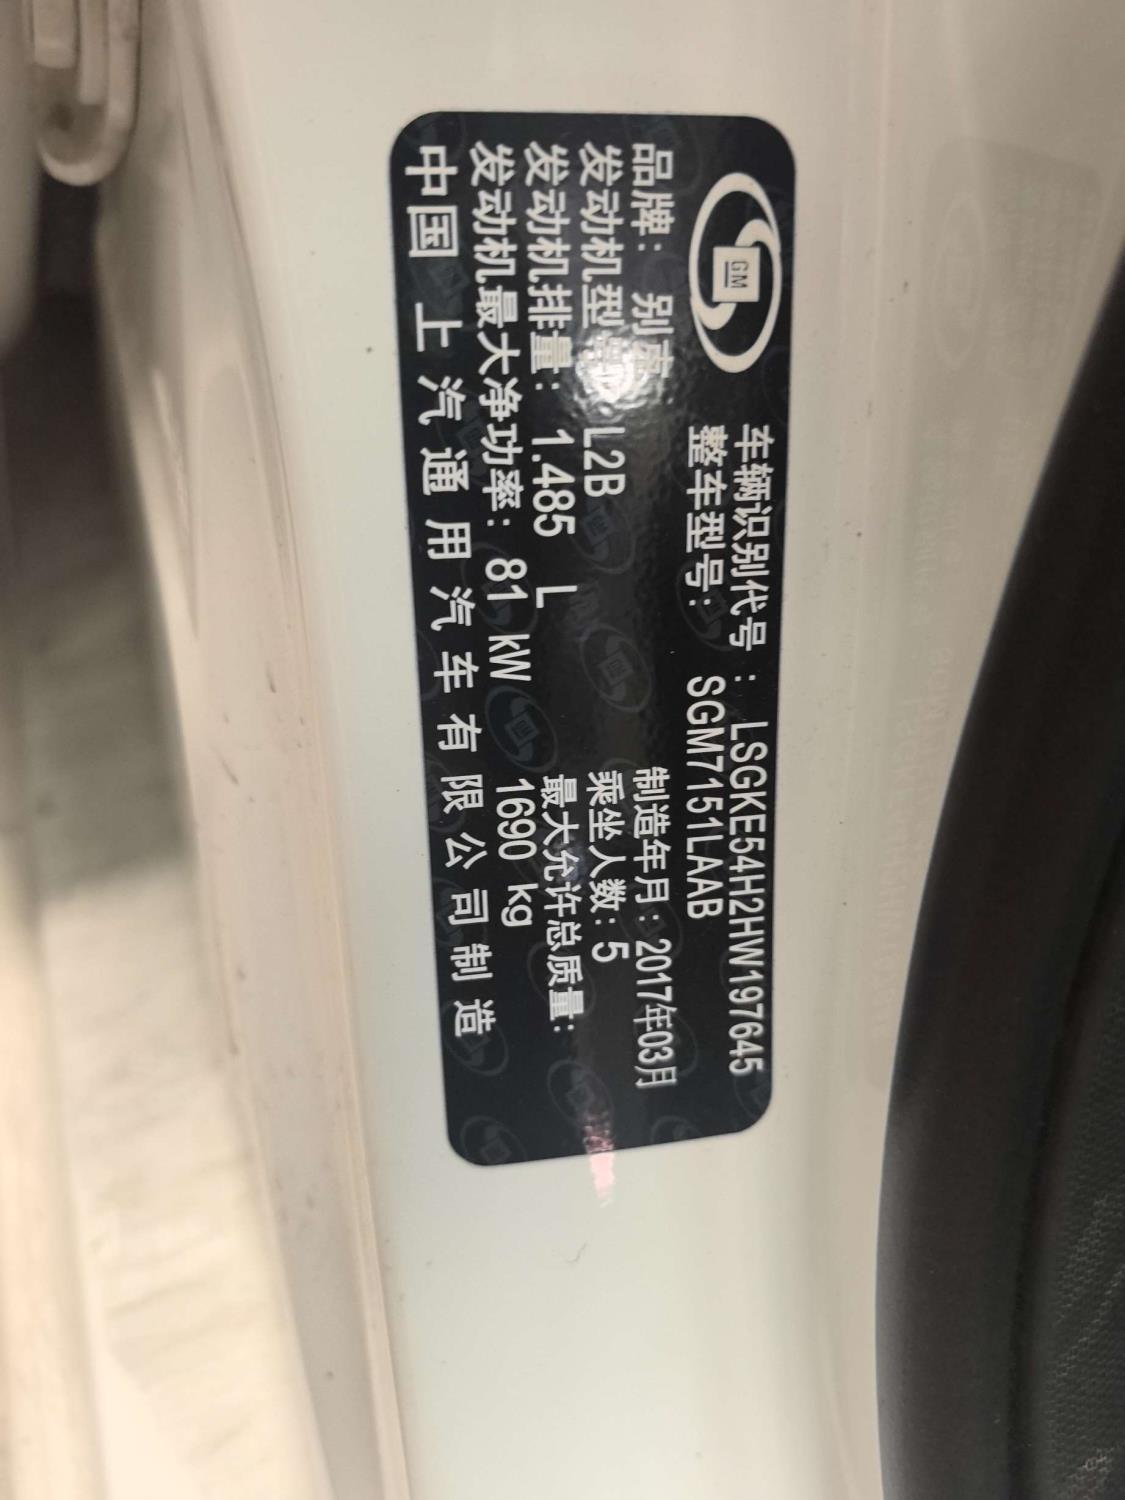 GM
车辆识别代号：LSGKE54H2HW197645
整车型号：SGM7151LAAB
品牌：别克 制造年月：2017年03月
发动机型号 L2B 乘坐人数：5
发动机排量：1.485 L 最大允许总质量：
发动机最大净功率：81 kW 1690 kg
中国 上汽通用汽车有限公司制造